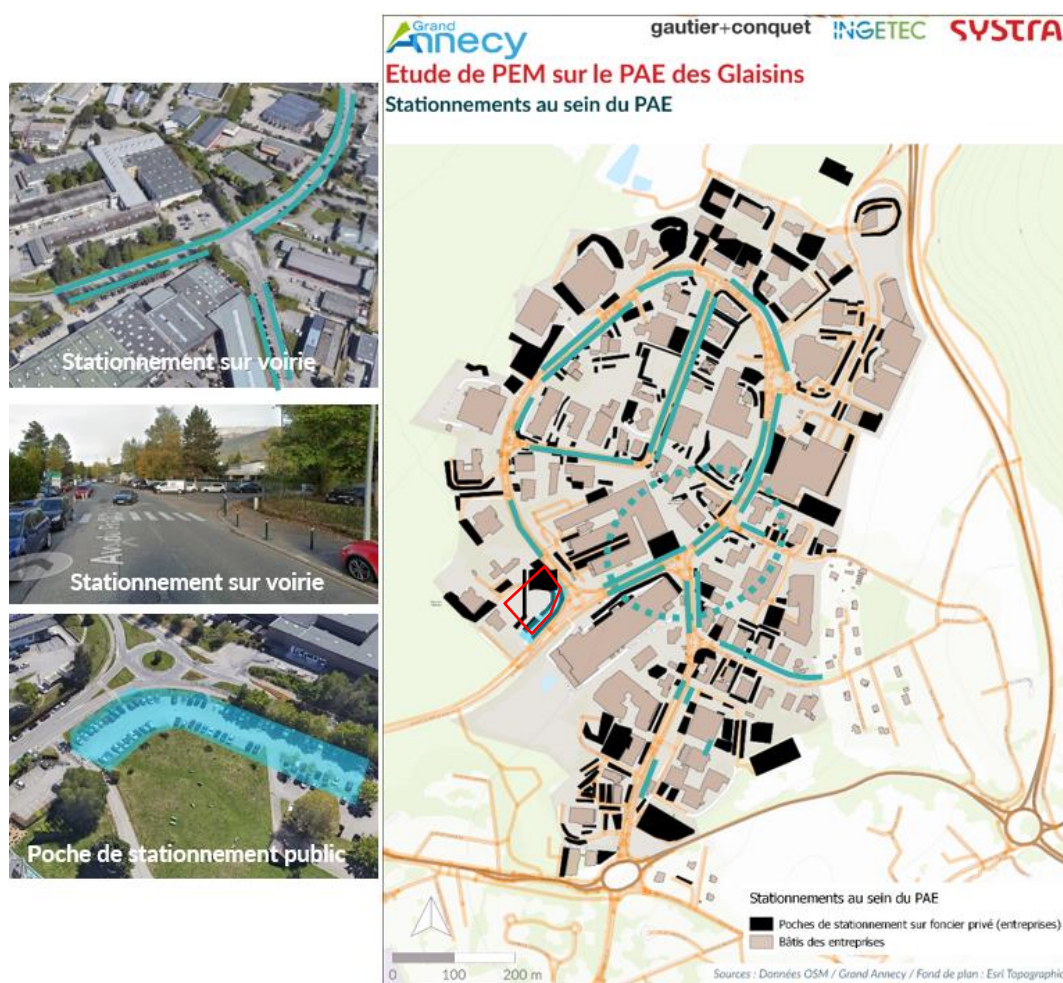 Grand
Annecy
gautier+conquet
INGETEC
SYSTRA
Etude de PEM sur le PAE des Glaisins
Stationnements au sein du PAE
Stationnement sur voirie
Av. du Pré
Stationnement sur voirie
Poche de stationnement public
Stationnements au sein du PAE
Poches de stationnement sur foncier privé (entreprises)
Bâtis des entreprises
0 100 200 m
Sources : Données OSM / Grand Annecy / Fond de plan : Esri Topographic